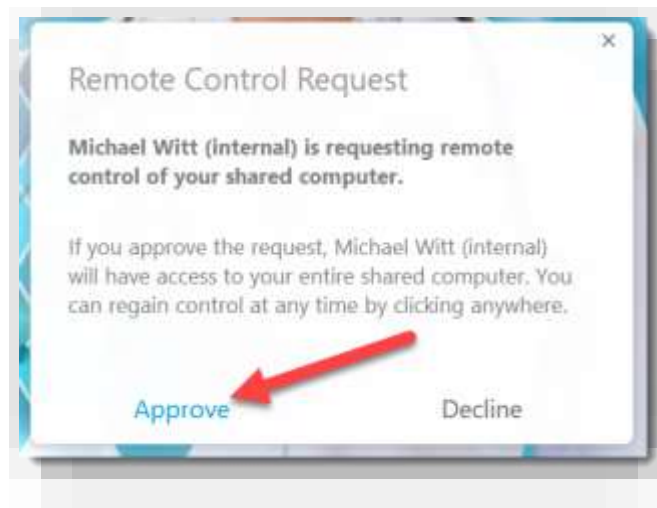 Remote Control Request
Michael Witt (internal) is requesting remote
control of your shared computer.
If you approve the request, Michael Witt (internal)
will have access to your entire shared computer. You
can regain control at any time by clicking anywhere.
Approve
Decline